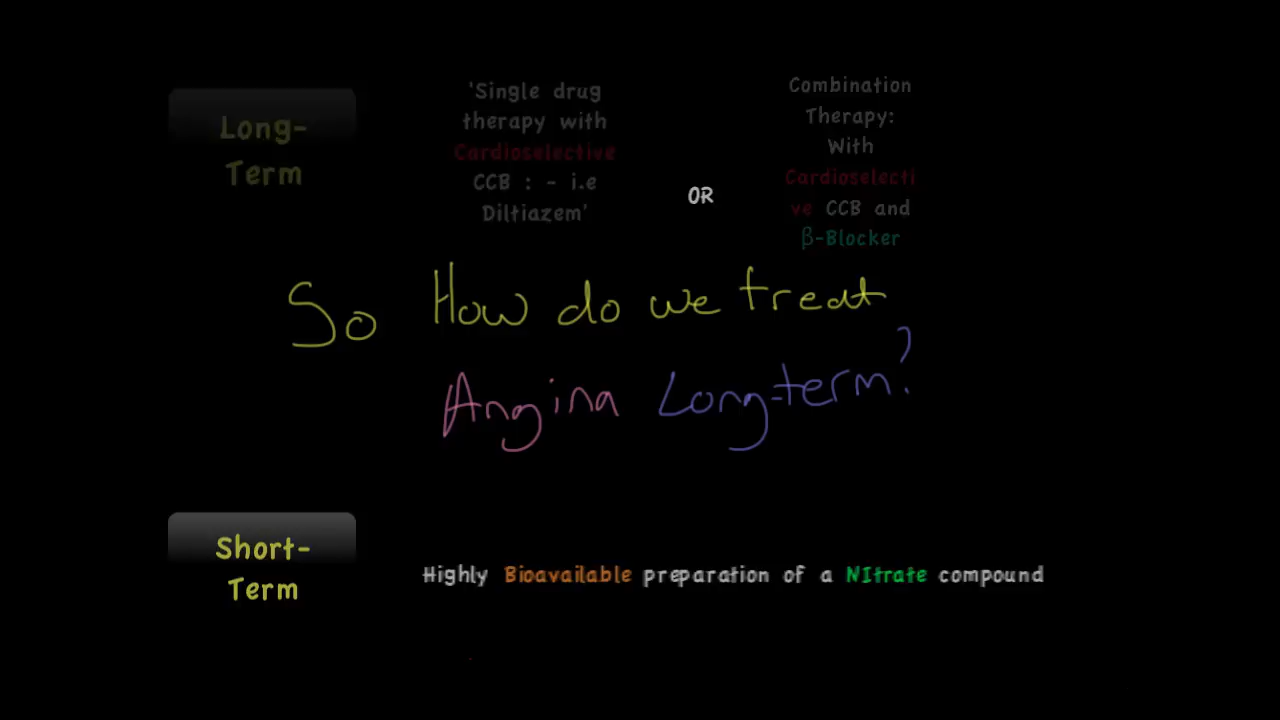 Long-
Term
'Single drug
therapy with
Cardioselective
CCB : - i.e
Diltiazem'
OR
Combination
Therapy:
With
Cardioselecti
ve CCB and
β-Blocker
So How do we treat
Angina Long-term?
Short-
Term
Highly Bioavailable preparation of a NItrate compound